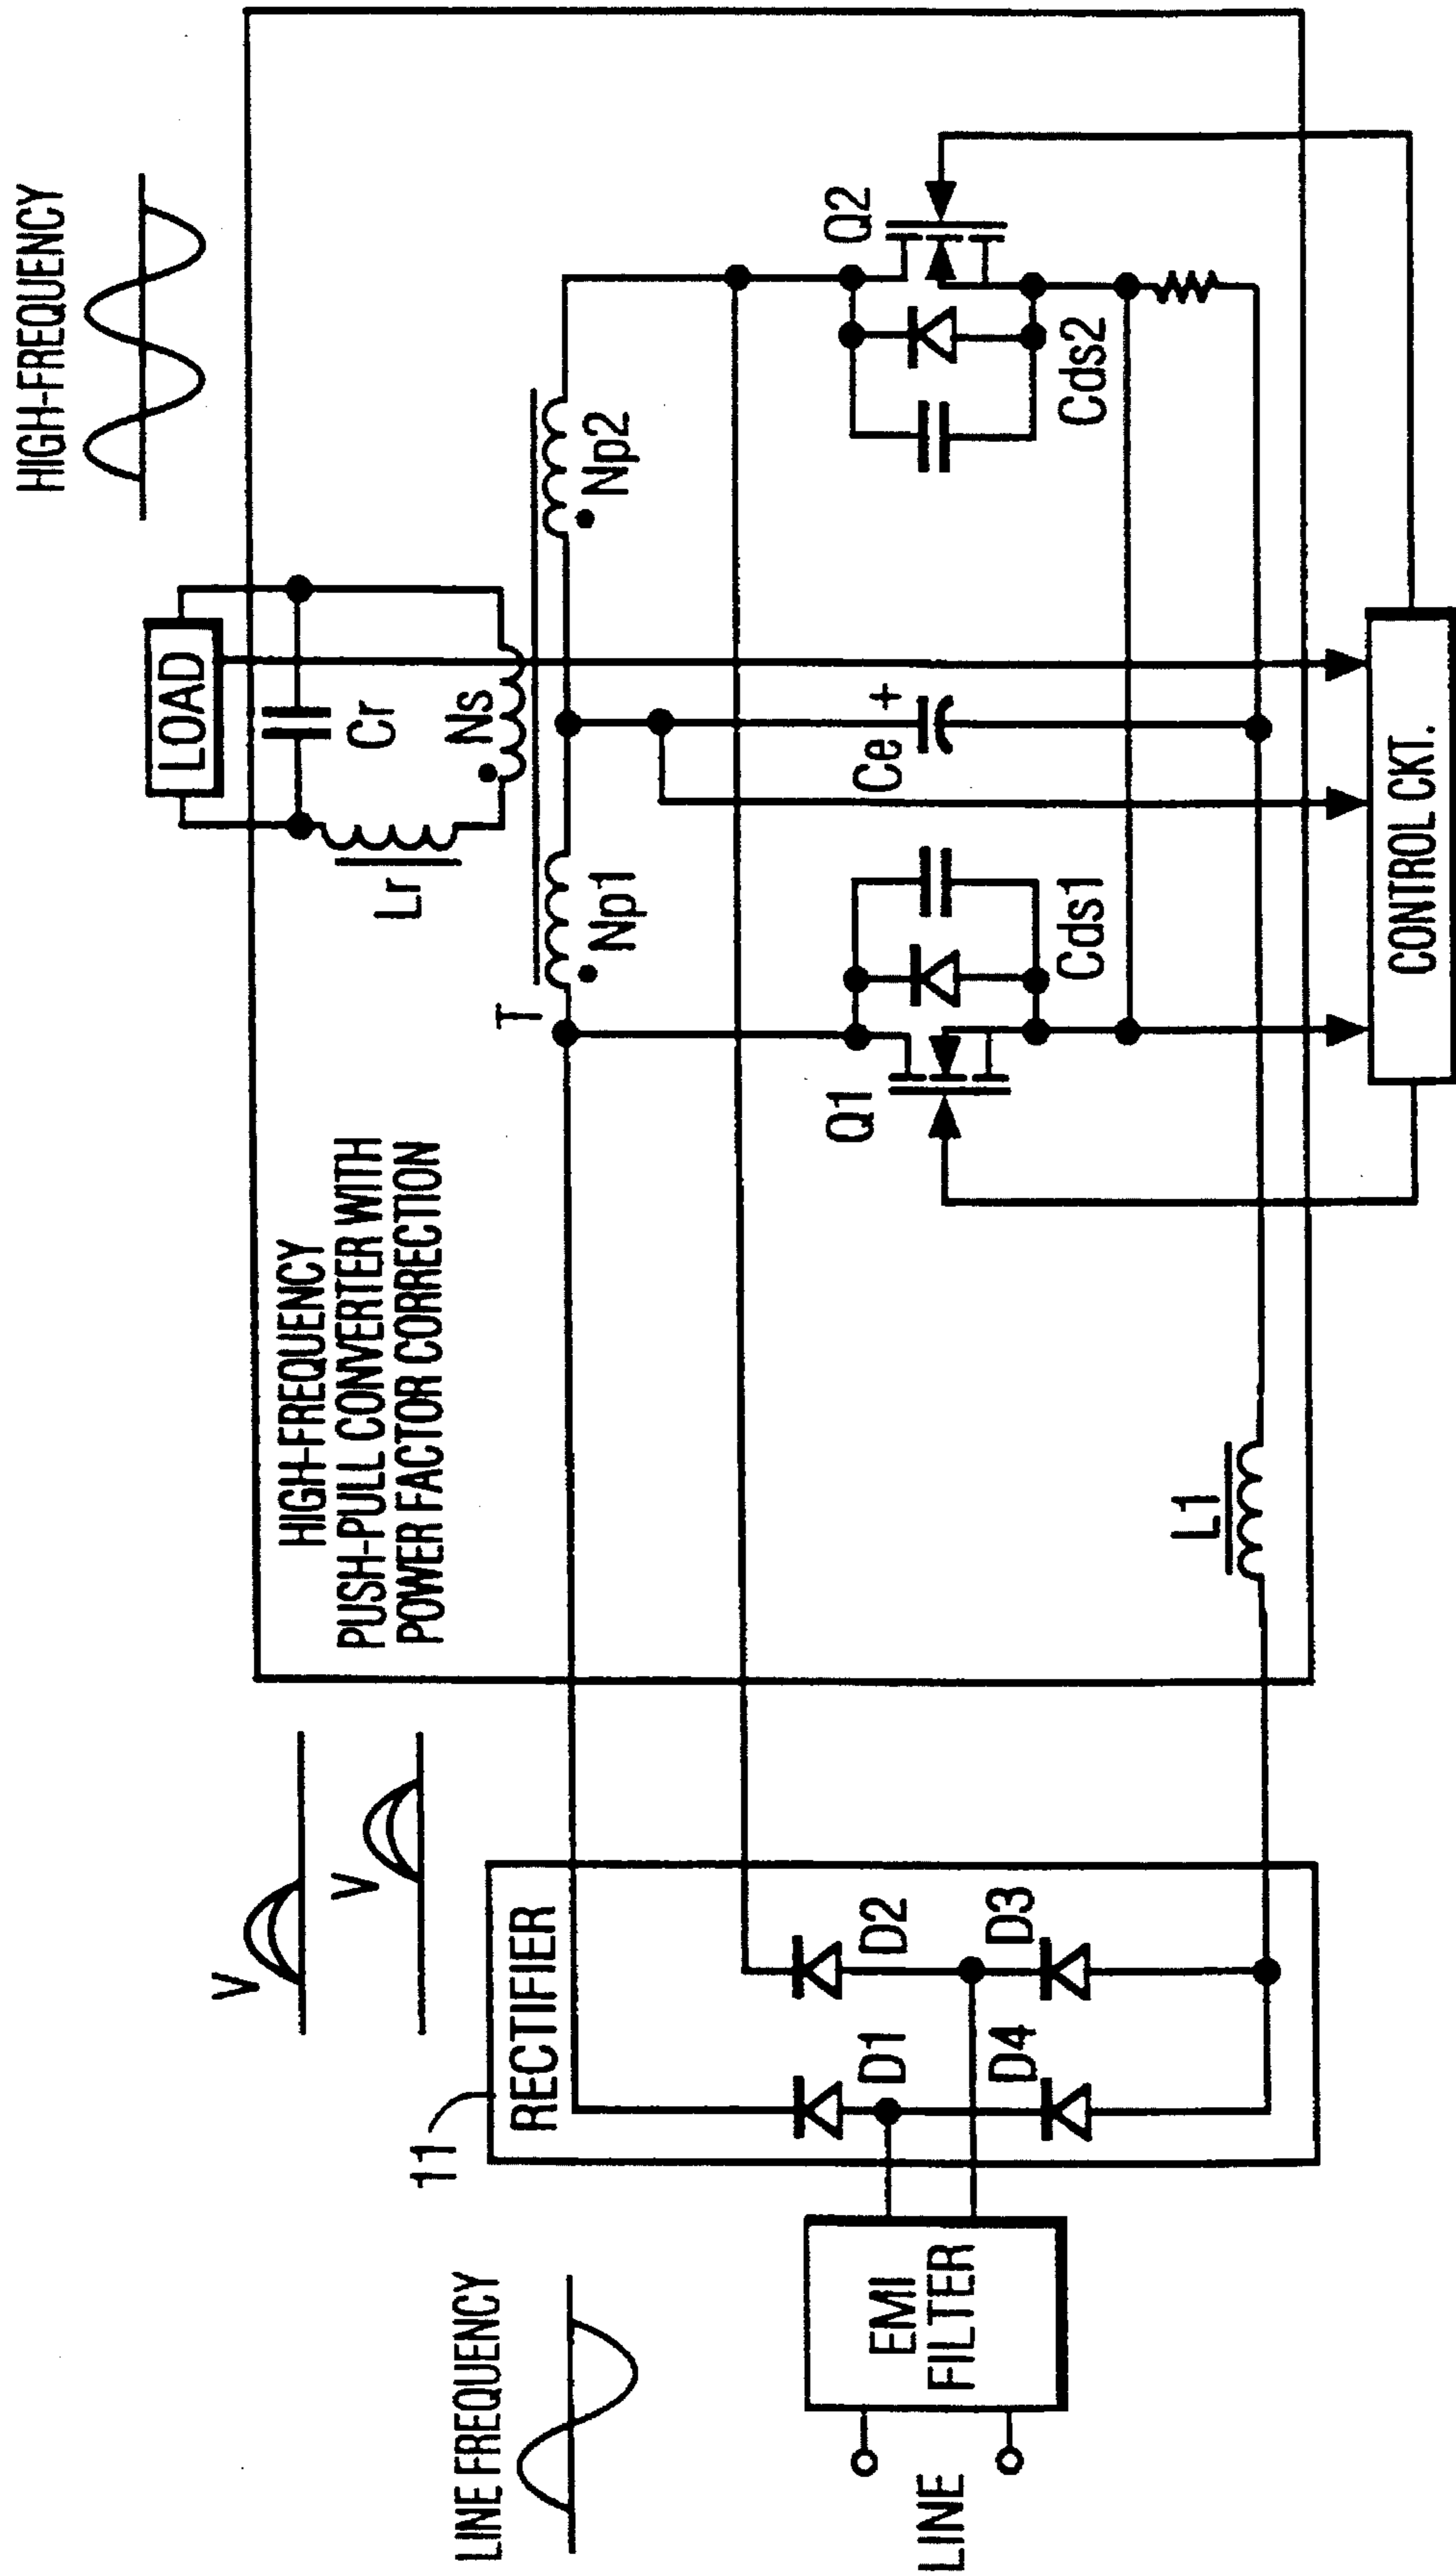 HIGH-FREQUENCY
LOAD
Cr
Lr
Ns
T
Np1
Np2
HIGH-FREQUENCY
PUSH-PULL CONVERTER WITH
POWER FACTOR CORRECTION
V
V
LINE FREQUENCY
11
RECTIFIER
D1
D2
D4
D3
EMI
FILTER
LINE
L1
Q1
Cds1
Ce +
Q2
Cds2
CONTROL CKT.